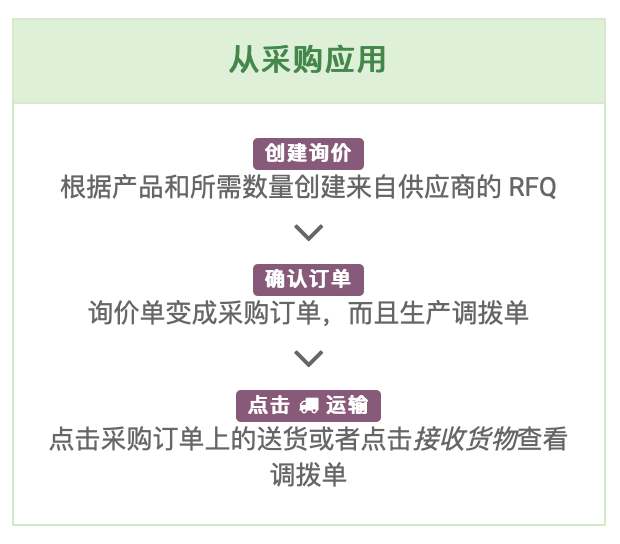 从采购应用
创建询价
根据产品和所需数量创建来自供应商的 RFQ
确认订单
询价单变成采购订单，而且生产调拨单
点击 运输
点击采购订单上的送货或者点击接收货物查看
调拨单